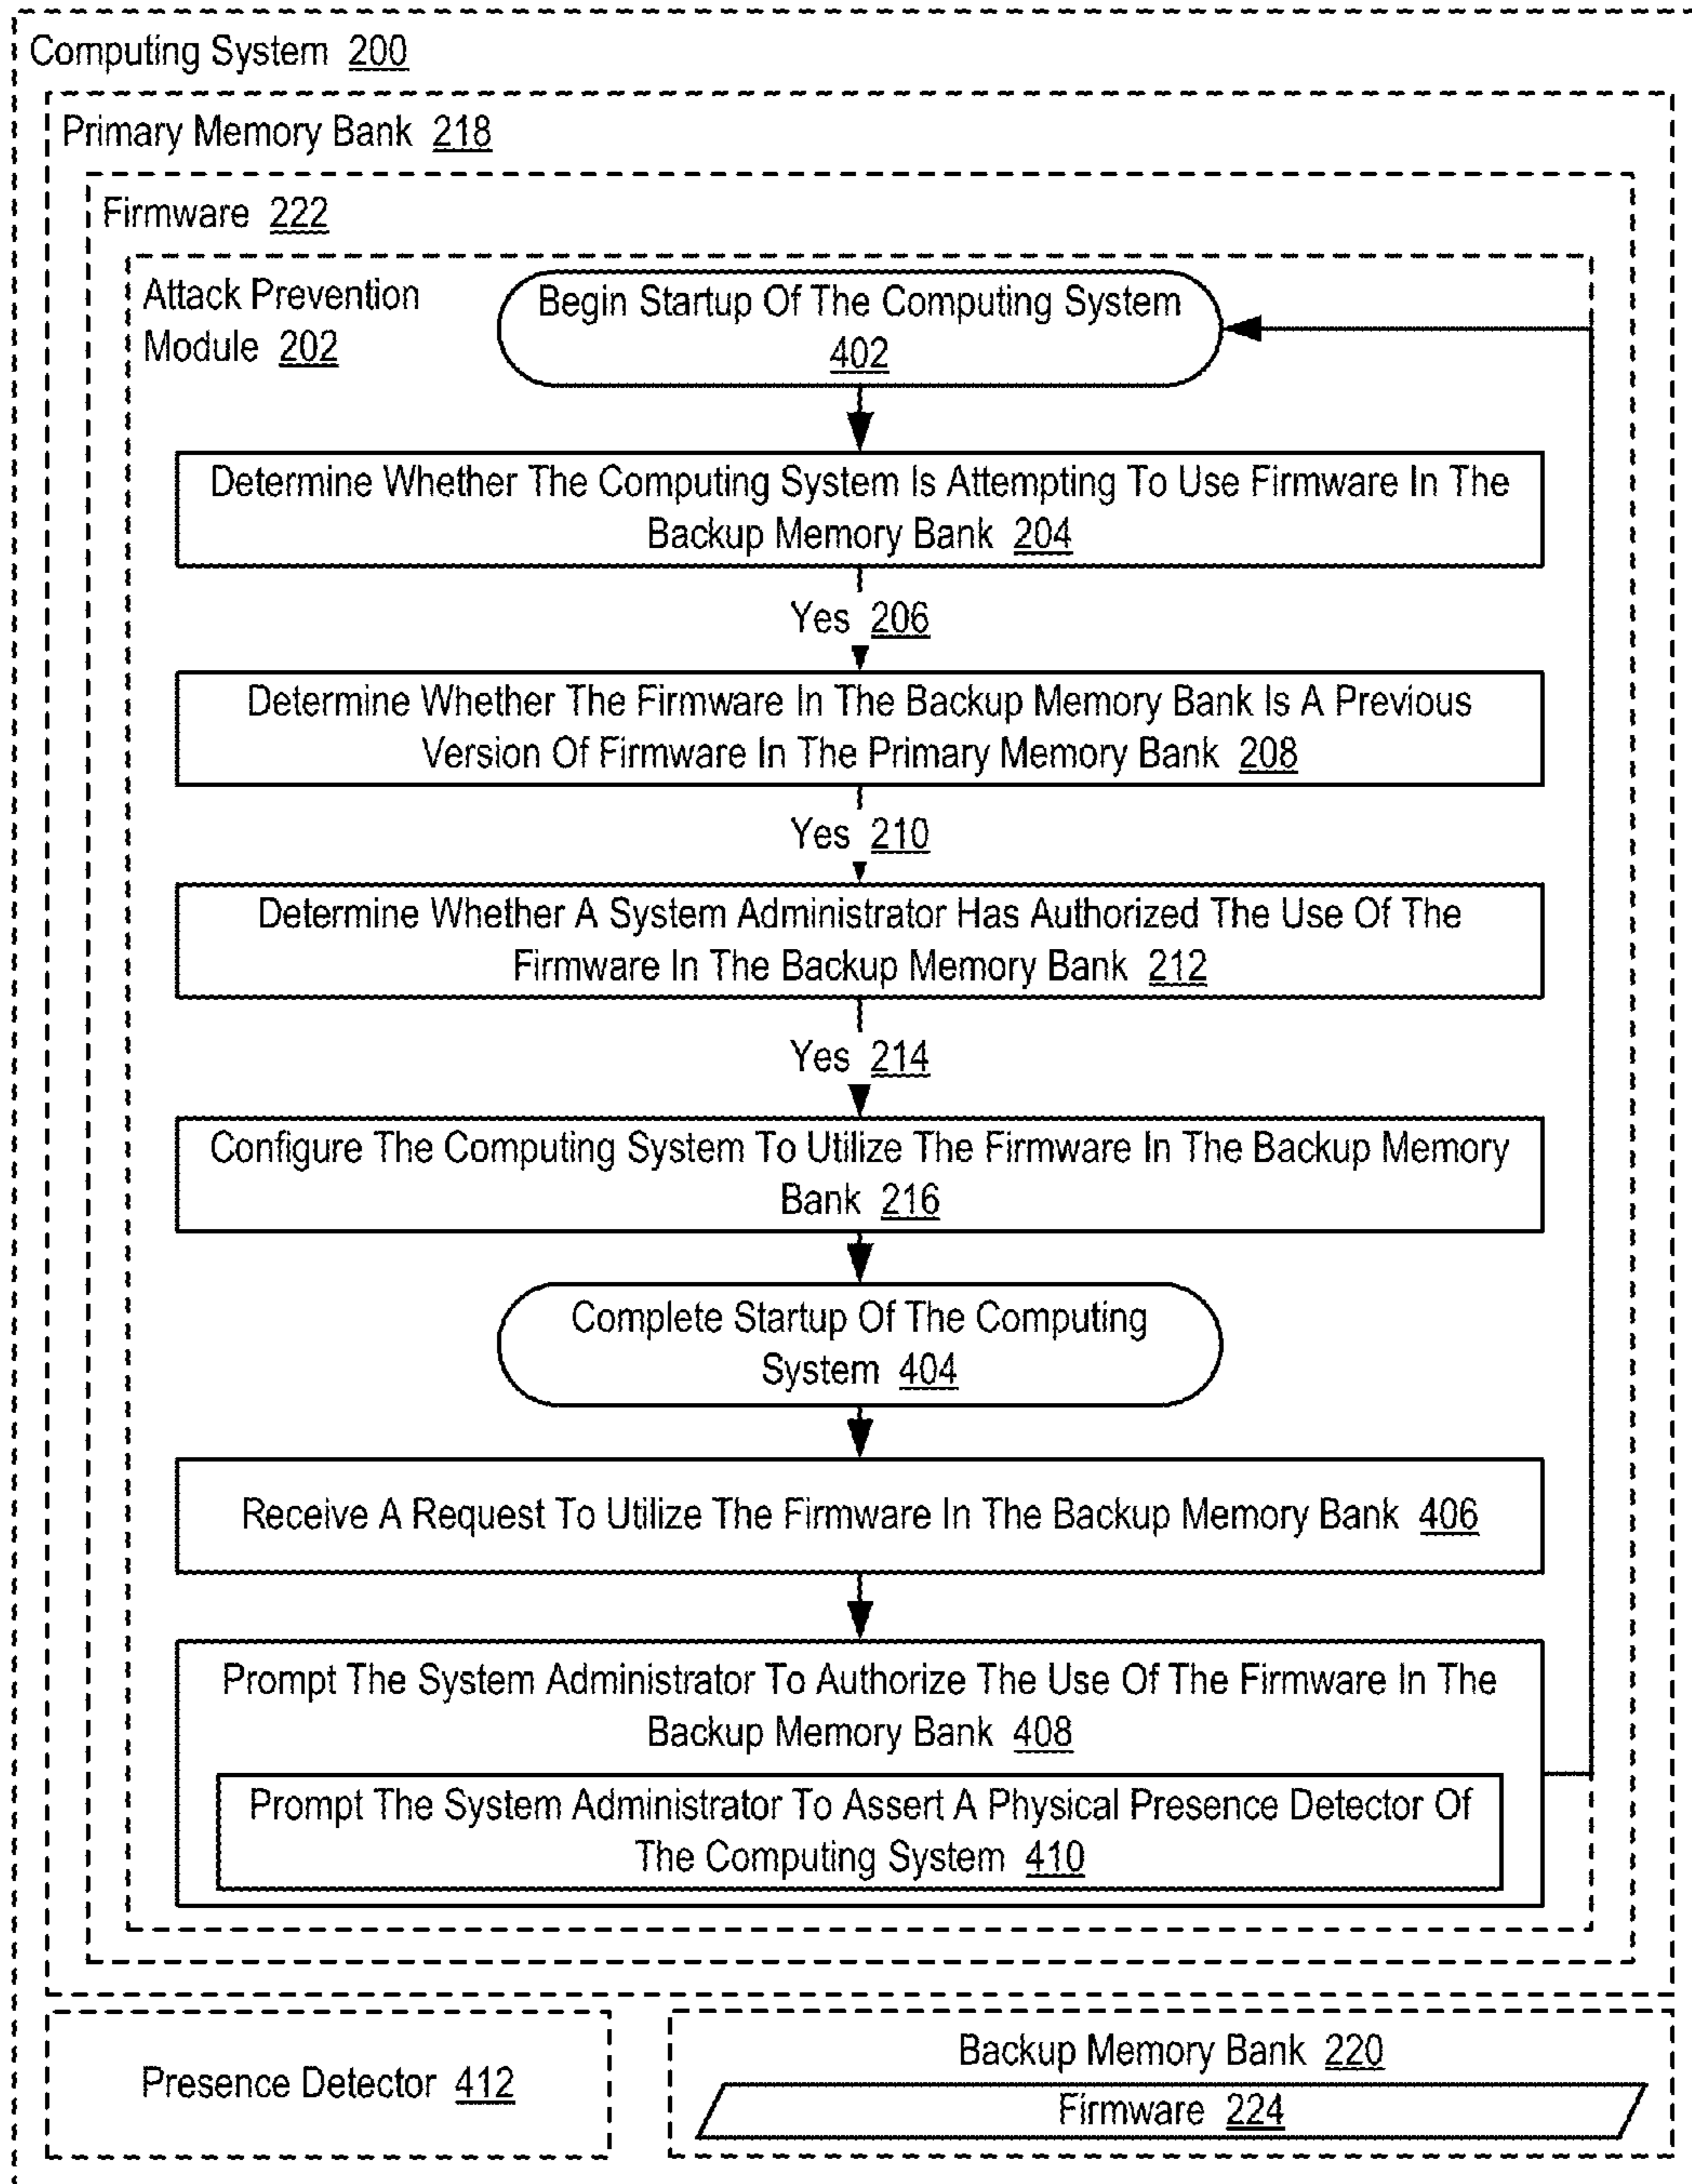 Computing System 200
Primary Memory Bank 218
Firmware 222
Attack Prevention
Module 202
Begin Startup Of The Computing System
402
Determine Whether The Computing System Is Attempting To Use Firmware In The
Backup Memory Bank 204
Yes 206
Determine Whether The Firmware In The Backup Memory Bank Is A Previous
Version Of Firmware In The Primary Memory Bank 208
Yes 210
Determine Whether A System Administrator Has Authorized The Use Of The
Firmware In The Backup Memory Bank 212
Yes 214
Configure The Computing System To Utilize The Firmware In The Backup Memory
Bank 216
Complete Startup Of The Computing
System 404
Receive A Request To Utilize The Firmware In The Backup Memory Bank 406
Prompt The System Administrator To Authorize The Use Of The Firmware In The
Backup Memory Bank 408
Prompt The System Administrator To Assert A Physical Presence Detector Of
The Computing System 410
Presence Detector 412
Backup Memory Bank 220
Firmware 224